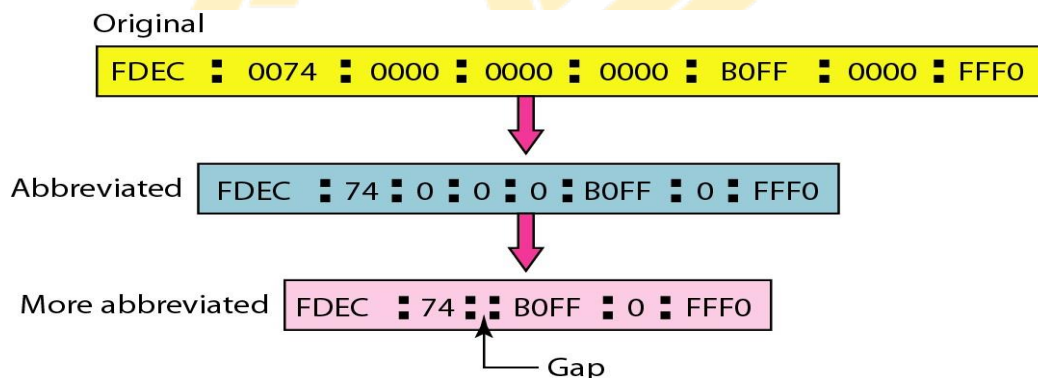 Original
FDEC : 0074 : 0000 : 0000 : 0000 : B0FF : 0000 : FFF0
Abbreviated
FDEC : 74 : 0 : 0 : 0 : B0FF : 0 : FFF0
More abbreviated
FDEC : 74 : : B0FF : 0 : FFF0
Gap